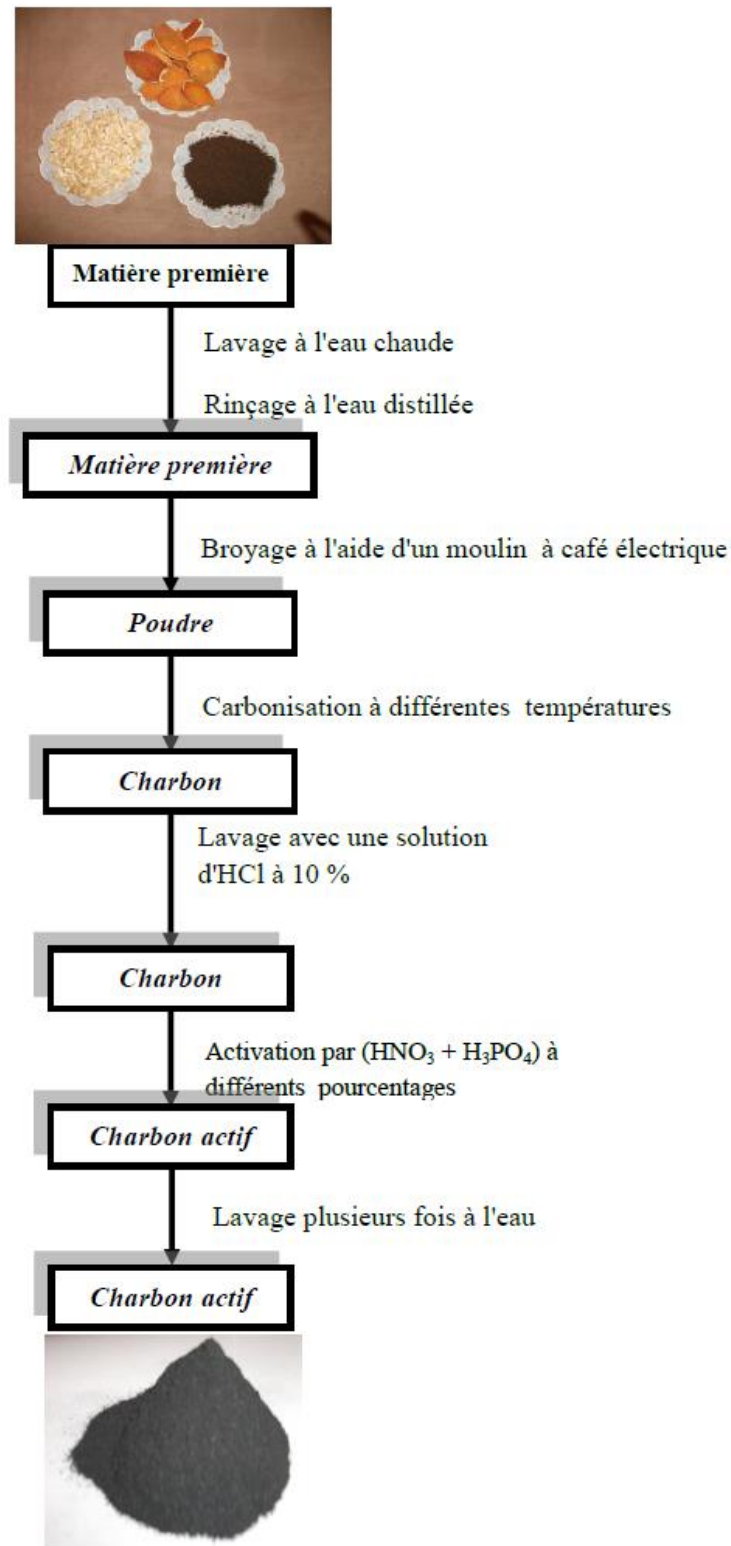 Matière première
Lavage à l'eau chaude
Rinçage à l'eau distillée
Matière première
Broyage à l'aide d'un moulin à café électrique
Poudre
Carbonisation à différentes températures
Charbon
Lavage avec une solution
d'HCl à 10 %
Charbon
Activation par (HNO₃ + H₃PO₄) à
différents pourcentages
Charbon actif
Lavage plusieurs fois à l'eau
Charbon actif